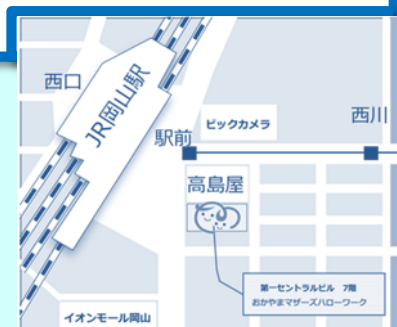 西口
JR岡山駅
駅前
ビックカメラ
西川
高島屋
第一セントラルビル　7階
おかやまマザーズハローワーク
イオンモール岡山